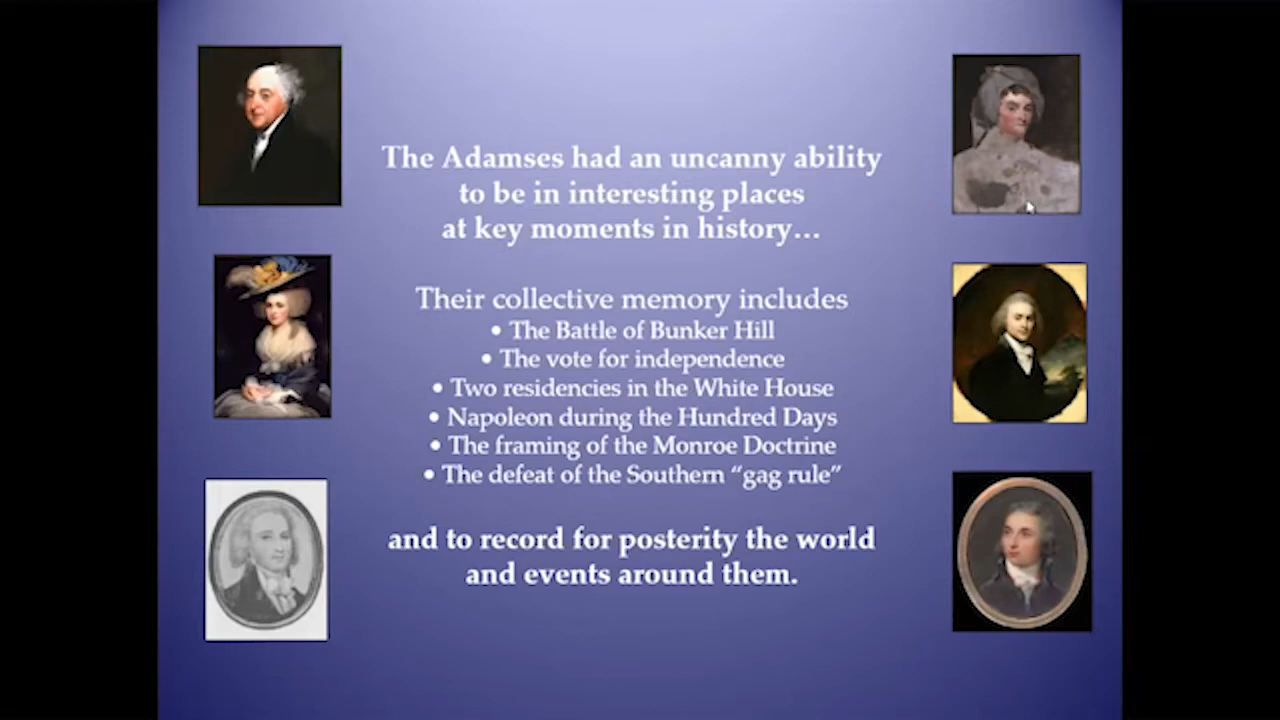 The Adamses had an uncanny ability
to be in interesting places
at key moments in history…
Their collective memory includes
• The Battle of Bunker Hill
• The vote for independence
• Two residencies in the White House
• Napoleon during the Hundred Days
• The framing of the Monroe Doctrine
• The defeat of the Southern “gag rule”
and to record for posterity the world
and events around them.